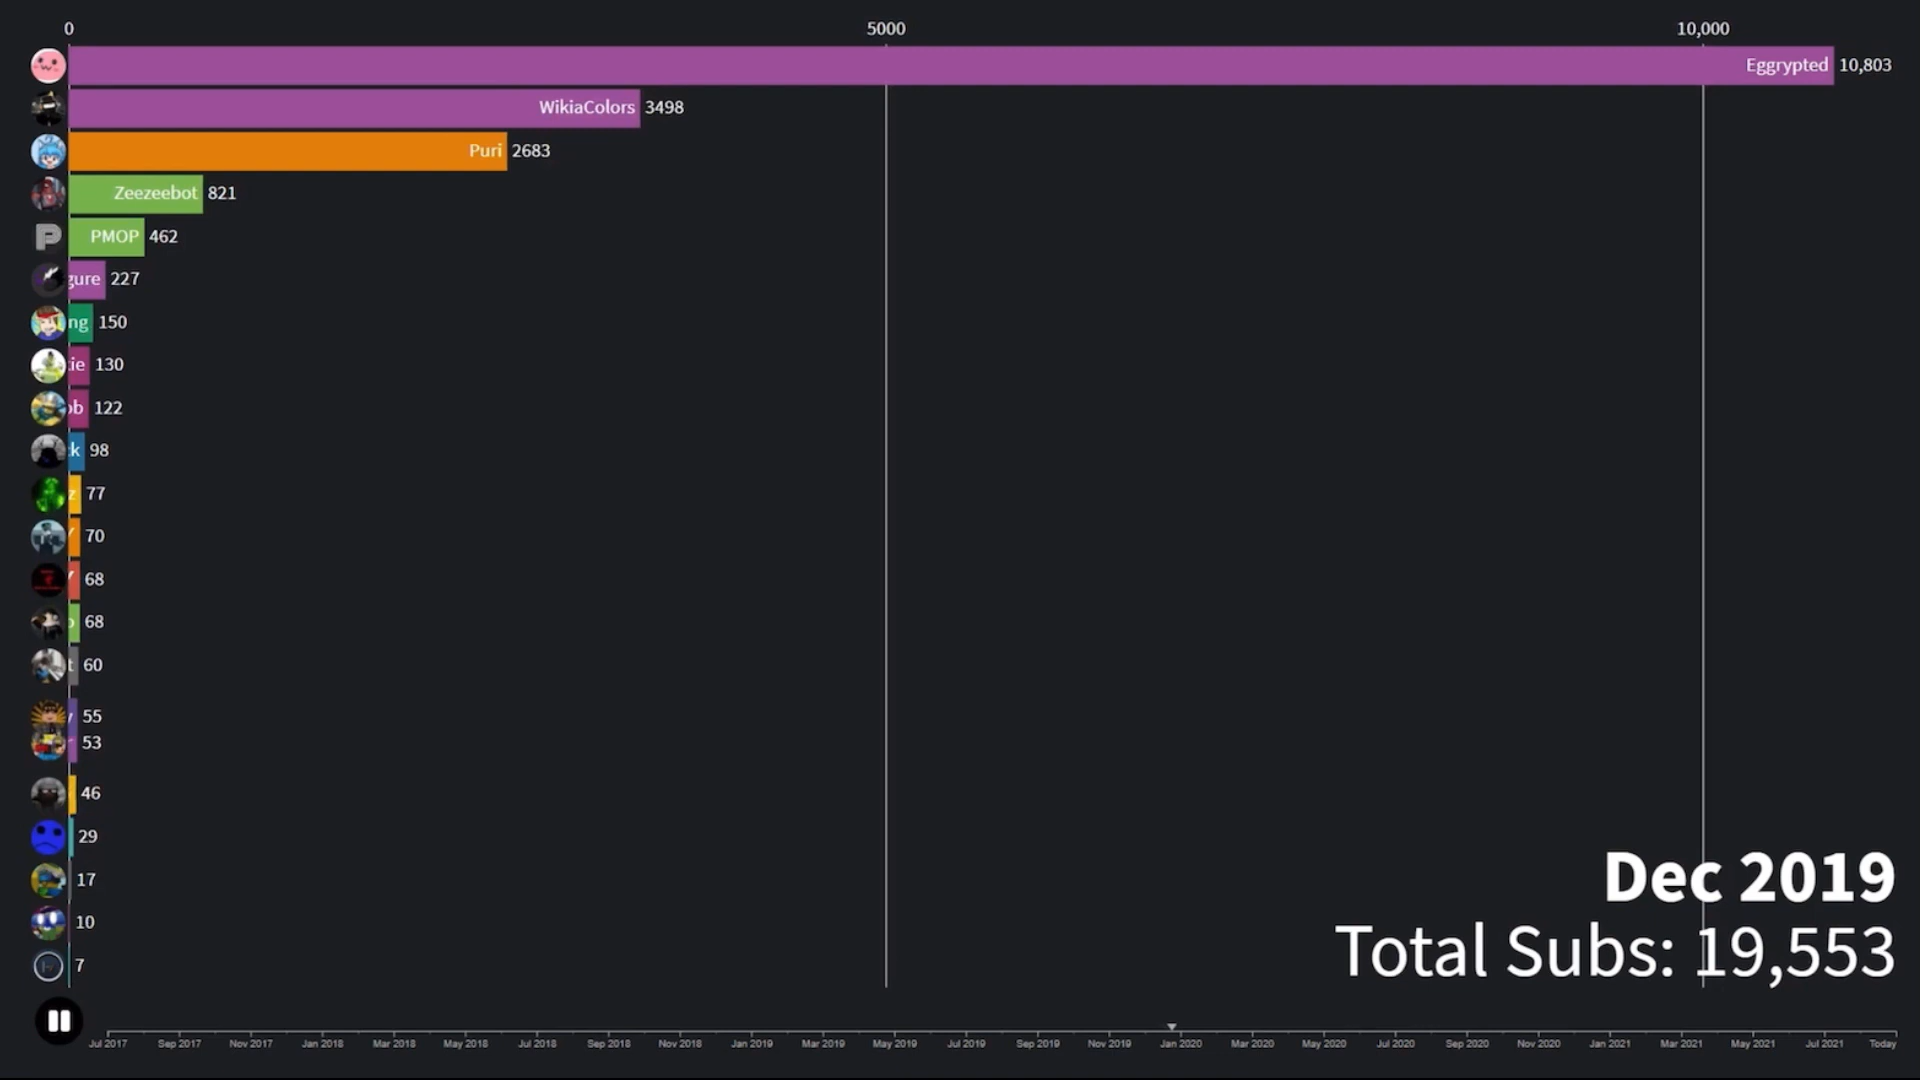 0 5000 10,000
Eggrypted 10,803
WikiaColors 3498
Puri 2683
Zeezeebot 821
PMOP 462
gure 227
ng 150
ie 130
ob 122
k 98
z 77
Y 70
Y 68
o 68
t 60
y 55
r 53
46
29
17
10
7
Dec 2019
Total Subs: 19,553
Jul 2017 Sep 2017 Nov 2017 Jan 2018 Mar 2018 May 2018 Jul 2018 Sep 2018 Nov 2018 Jan 2019 Mar 2019 May 2019 Jul 2019 Sep 2019 Nov 2019 Jan 2020 Mar 2020 May 2020 Jul 2020 Sep 2020 Nov 2020 Jan 2021 Mar 2021 May 2021 Jul 2021 Today